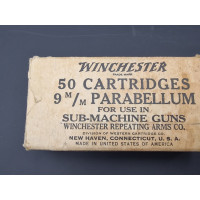 WINCHESTER
TRADE MARK
50 CARTRIDGES
9 M/M PARABELLUM
FOR USE IN
SUB-MACHINE GUNS
WINCHESTER REPEATING ARMS CO.
DIVISION OF WESTERN CARTRIDGE CO.
NEW HAVEN, CONNECTICUT, U.S.A.
MADE IN UNITED STATES OF AMERICA